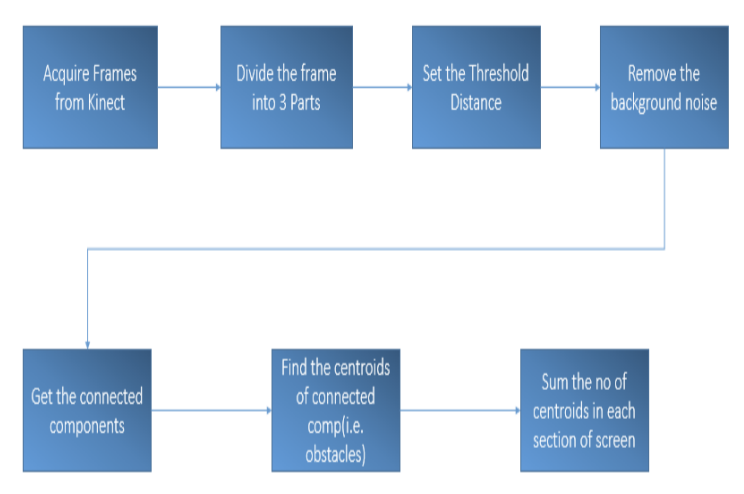 Acquire Frames
from Kinect
Divide the frame
into 3 Parts
Set the Threshold
Distance
Remove the
background noise
Get the connected
components
Find the centroids
of connected
comp(i.e.
obstacles)
Sum the no of
centroids in each
section of screen